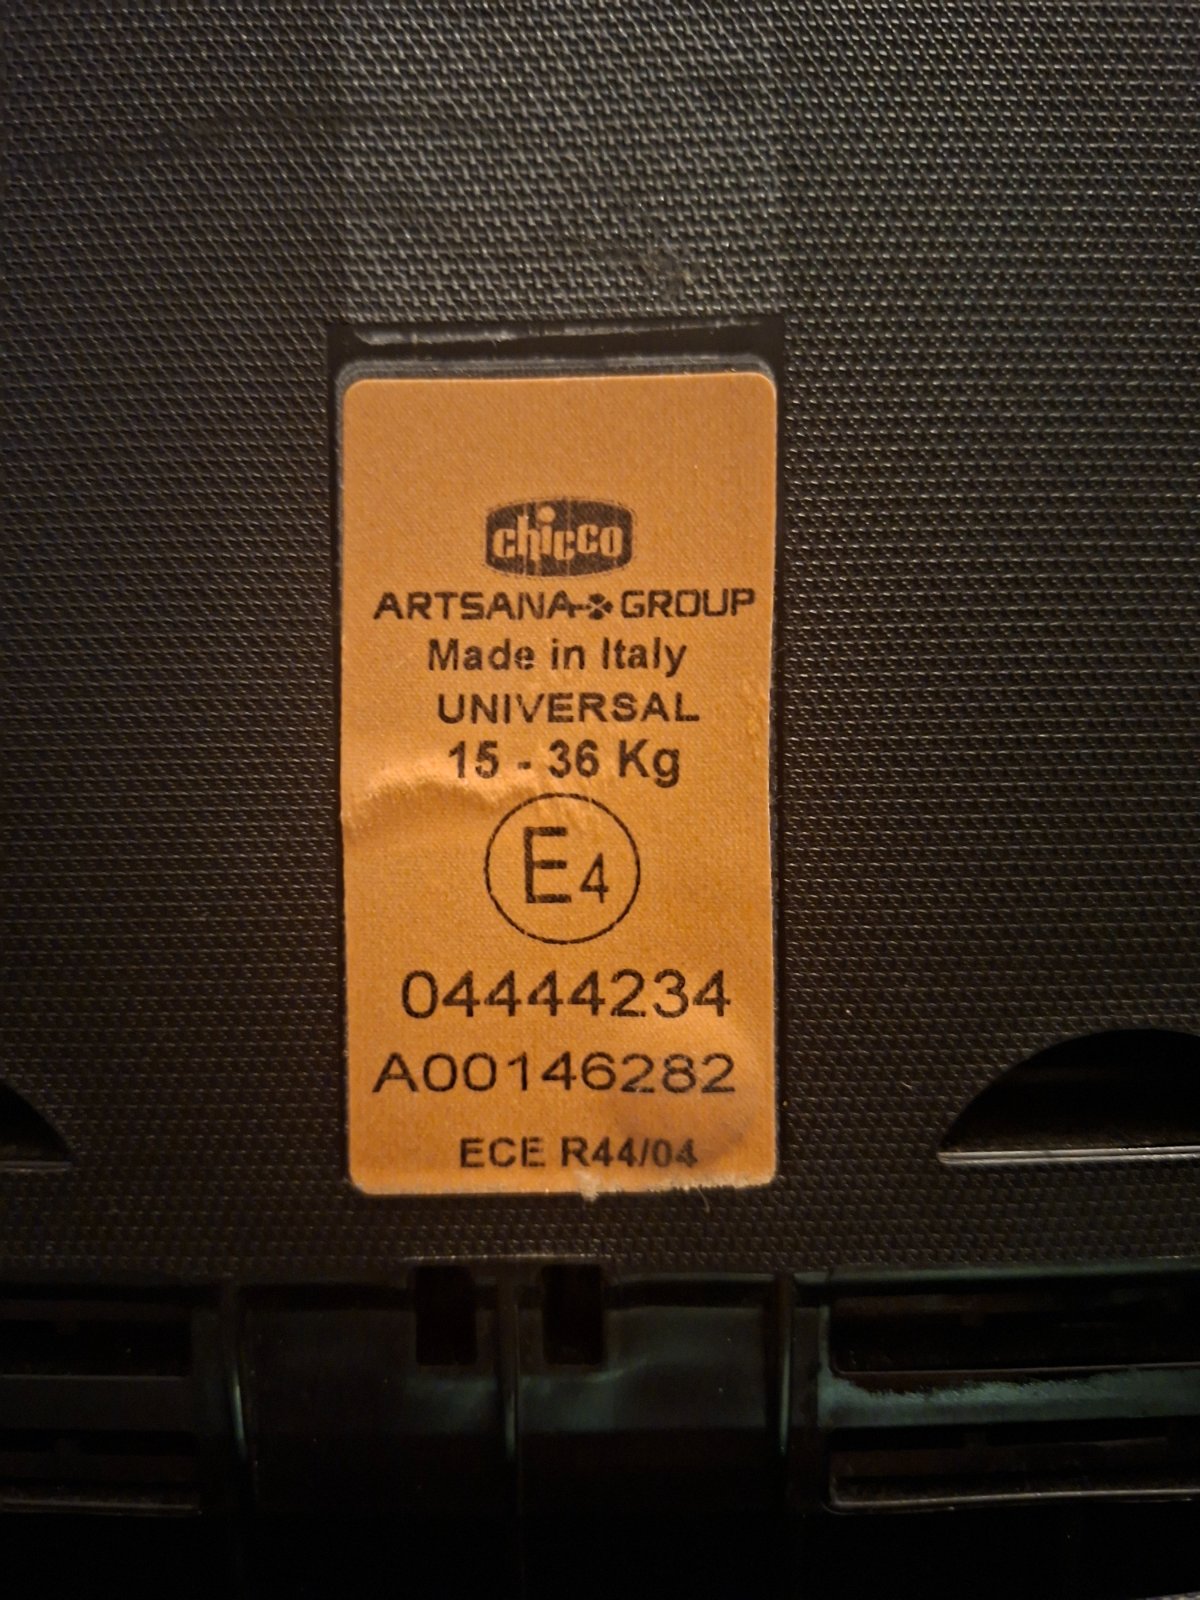 chicco
ARTSANA GROUP
Made in Italy
UNIVERSAL
15 - 36 Kg
E4
04444234
A00146282
ECE R44/04